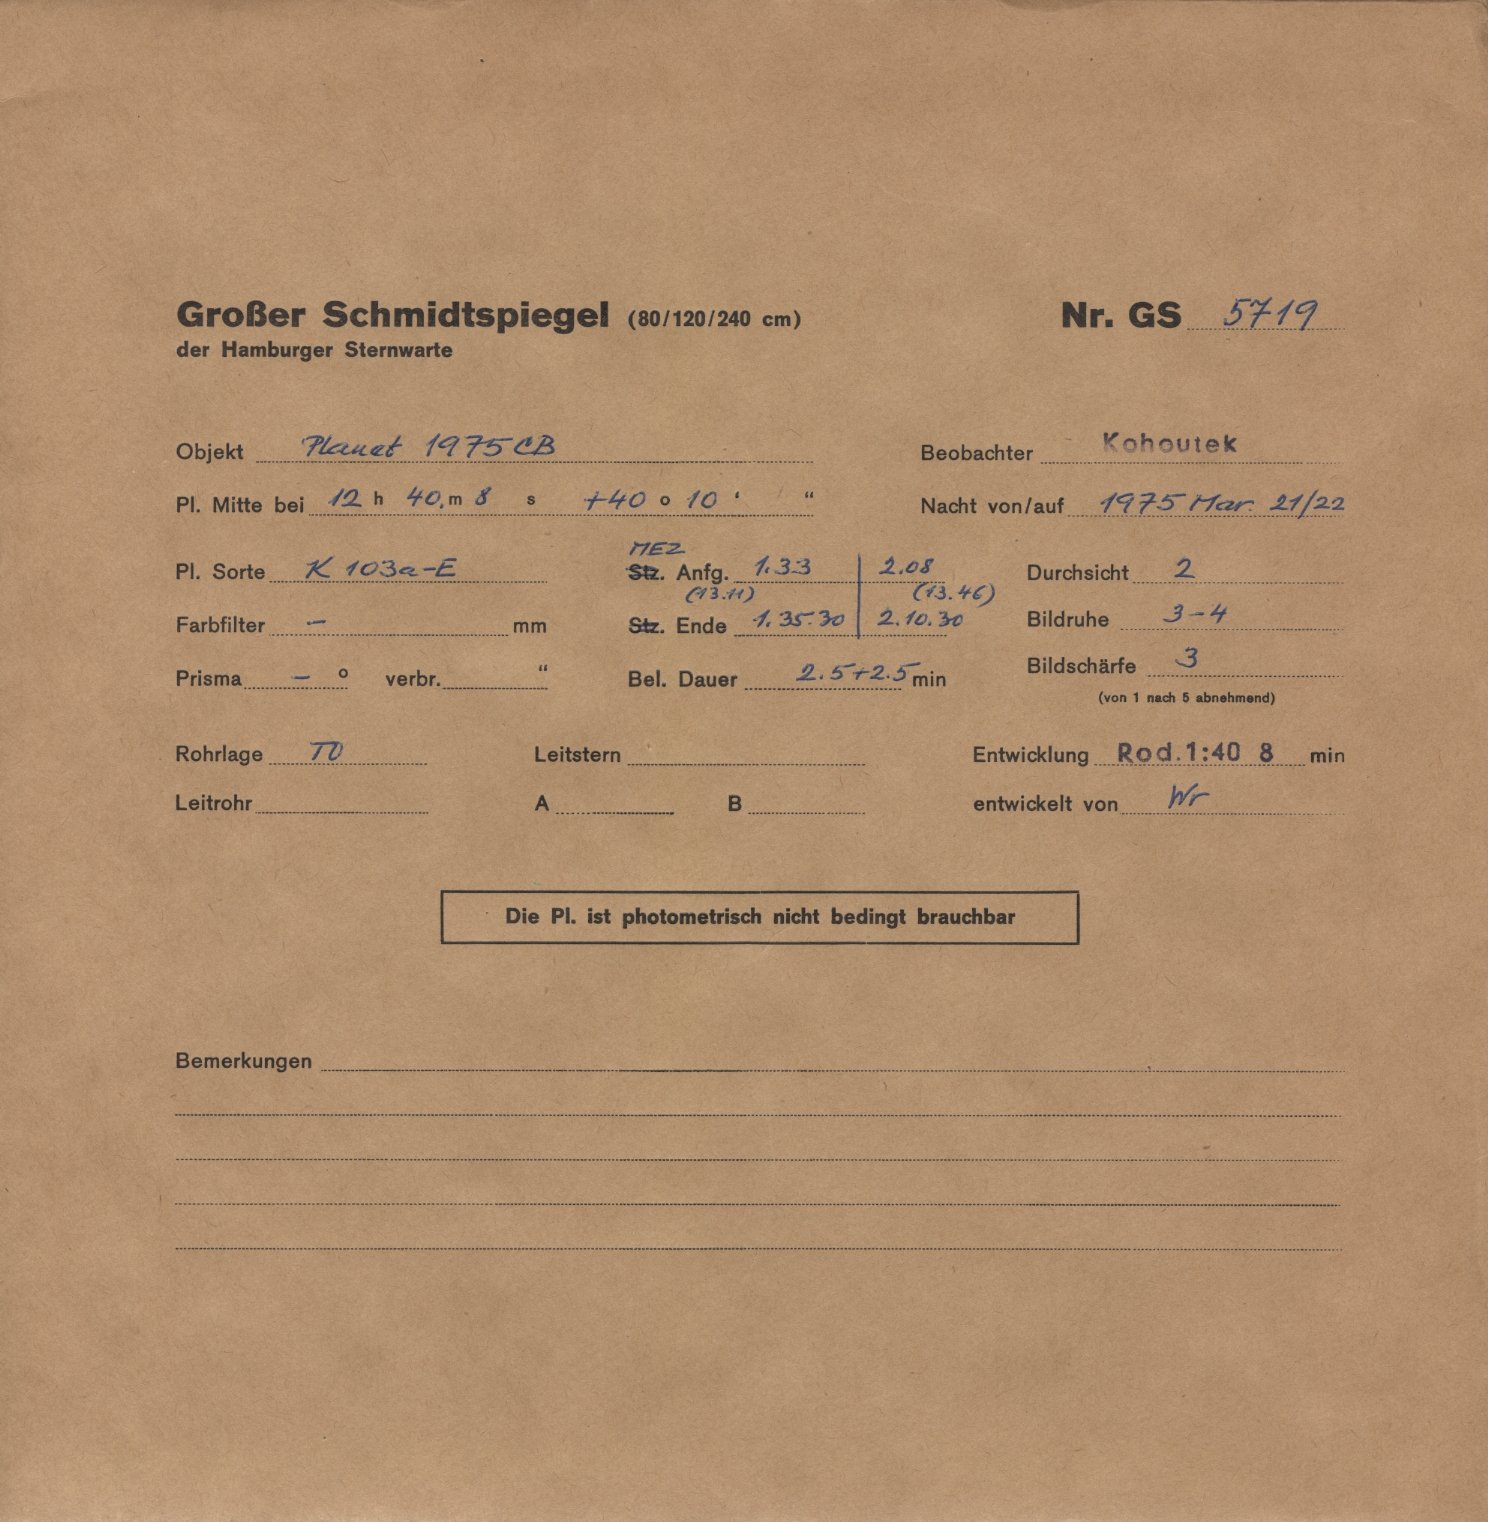 Großer Schmidtspiegel (80/120/240 cm) Nr. GS 5719
der Hamburger Sternwarte
Objekt Planet 1975 CB Beobachter Kohoutek
Pl. Mitte bei 12 h 40, m 8 s +40 o 10 ‘ “ Nacht von/auf 1975 Mar. 21/22
MEZ
Pl. Sorte K 103a-E Stz. Anfg. 1.33 | 2.08 Durchsicht 2
(13.11) (13.46)
Farbfilter – mm Stz. Ende 1.35.30 | 2.10.30 Bildruhe 3-4
Prisma – o verbr. “ Bel. Dauer 2.5+2.5 min Bildschärfe 3
(von 1 nach 5 abnehmend)
Rohrlage TO Leitstern Entwicklung Rod.1:40 8 min
Leitrohr A B entwickelt von Wr
Die Pl. ist photometrisch nicht bedingt brauchbar
Bemerkungen